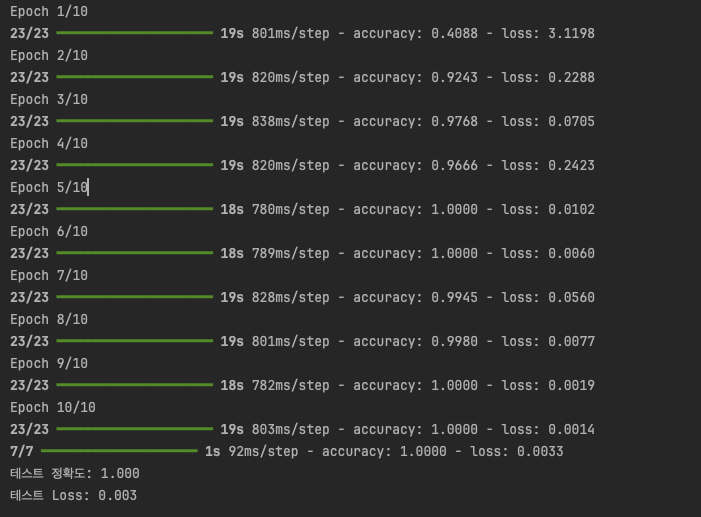 Epoch 1/10
23/23 ━━━━━━━━━━━━━━━━━━━━ 19s 801ms/step - accuracy: 0.4088 - loss: 3.1198
Epoch 2/10
23/23 ━━━━━━━━━━━━━━━━━━━━ 19s 820ms/step - accuracy: 0.9243 - loss: 0.2288
Epoch 3/10
23/23 ━━━━━━━━━━━━━━━━━━━━ 19s 838ms/step - accuracy: 0.9768 - loss: 0.0705
Epoch 4/10
23/23 ━━━━━━━━━━━━━━━━━━━━ 19s 820ms/step - accuracy: 0.9666 - loss: 0.2423
Epoch 5/10
23/23 ━━━━━━━━━━━━━━━━━━━━ 18s 780ms/step - accuracy: 1.0000 - loss: 0.0102
Epoch 6/10
23/23 ━━━━━━━━━━━━━━━━━━━━ 18s 789ms/step - accuracy: 1.0000 - loss: 0.0060
Epoch 7/10
23/23 ━━━━━━━━━━━━━━━━━━━━ 19s 828ms/step - accuracy: 0.9945 - loss: 0.0560
Epoch 8/10
23/23 ━━━━━━━━━━━━━━━━━━━━ 19s 801ms/step - accuracy: 0.9980 - loss: 0.0077
Epoch 9/10
23/23 ━━━━━━━━━━━━━━━━━━━━ 18s 782ms/step - accuracy: 1.0000 - loss: 0.0019
Epoch 10/10
23/23 ━━━━━━━━━━━━━━━━━━━━ 19s 803ms/step - accuracy: 1.0000 - loss: 0.0014
7/7 ━━━━━━━━━━━━━━━━━━━━ 1s 92ms/step - accuracy: 1.0000 - loss: 0.0033
테스트 정확도: 1.000
테스트 Loss: 0.003